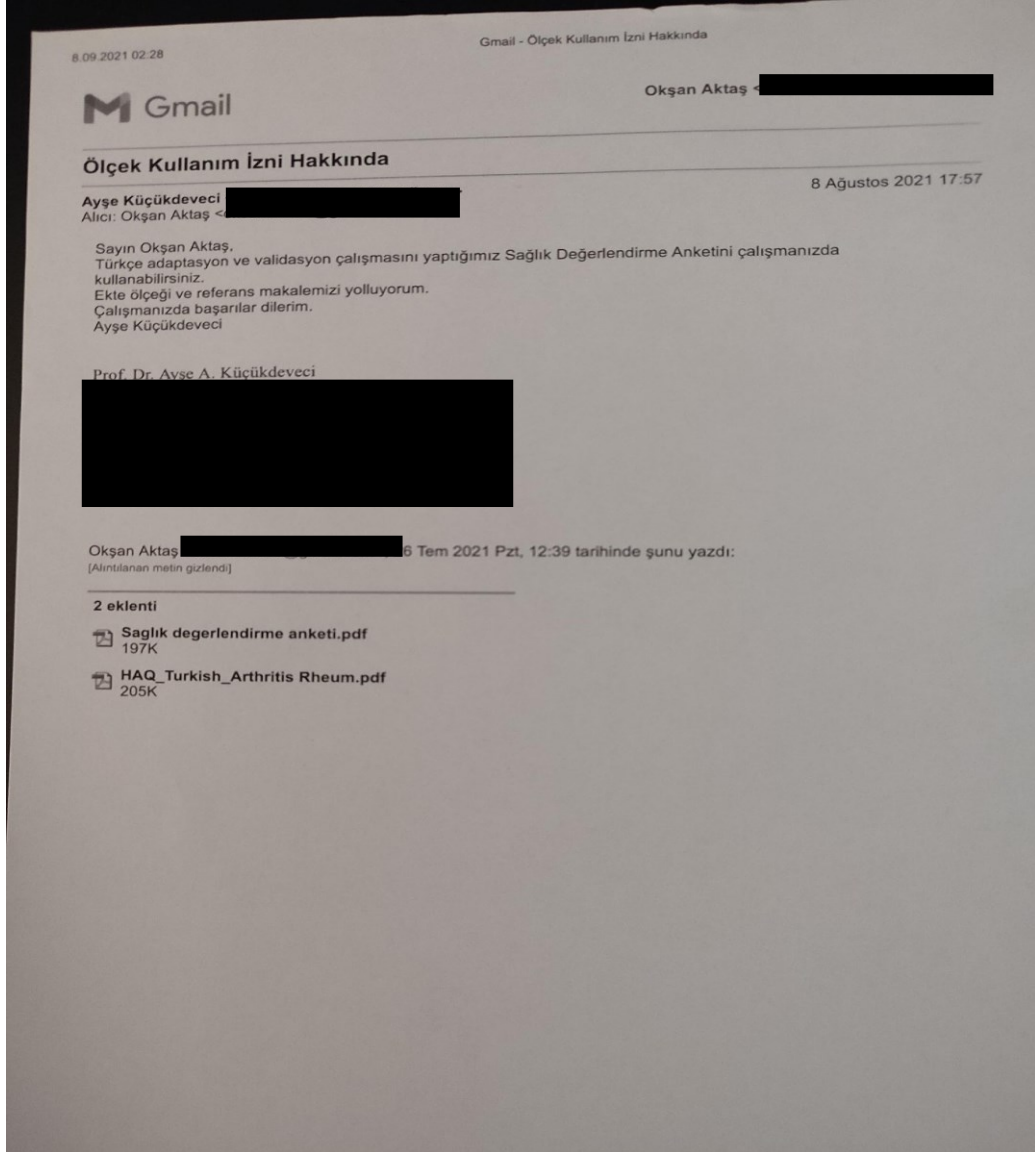 8.09.2021 02:28
Gmail - Ölçek Kullanım İzni Hakkında
Gmail
Okşan Aktaş <
Ölçek Kullanım İzni Hakkında
Ayşe Küçükdeveci
8 Ağustos 2021 17:57
Alıcı: Okşan Aktaş <
Sayın Okşan Aktaş,
Türkçe adaptasyon ve validasyon çalışmasını yaptığımız Sağlık Değerlendirme Anketini çalışmanızda
kullanabilirsiniz.
Ekte ölçeği ve referans makalemizi yolluyorum.
Çalışmanızda başarılar dilerim.
Ayşe Küçükdeveci
Prof. Dr. Ayşe A. Küçükdeveci
Okşan Aktaş 6 Tem 2021 Pzt, 12:39 tarihinde şunu yazdı:
[Alıntılanan metin gizlendi]
2 eklenti
Saglık degerlendirme anketi.pdf
197K
HAQ_Turkish_Arthritis Rheum.pdf
205K